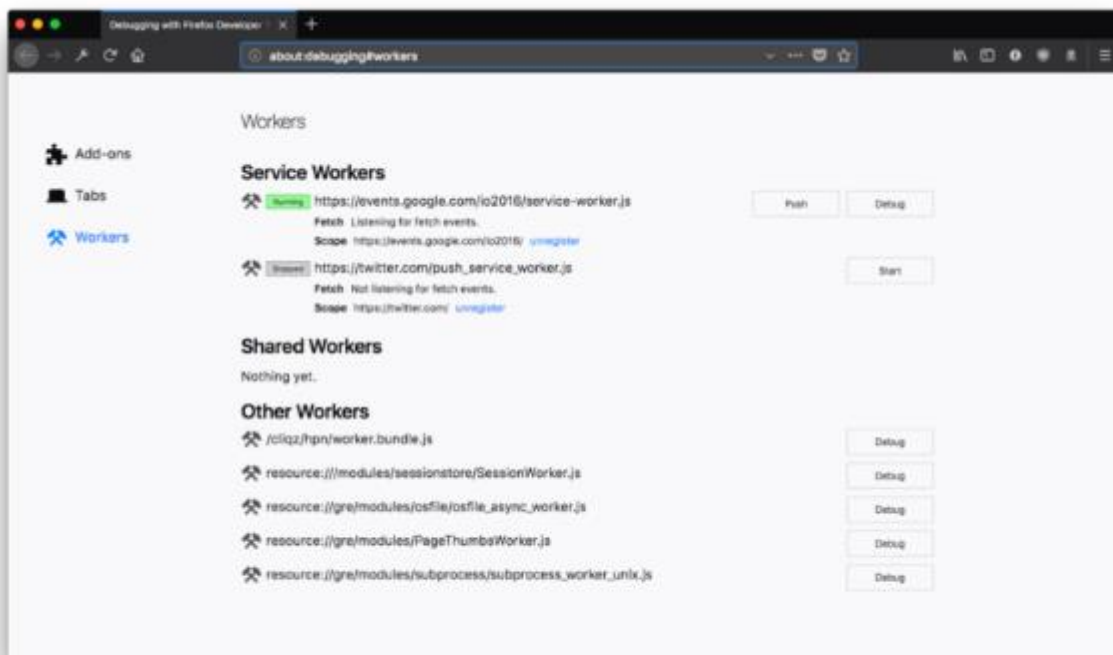 Debugging with Firefox Developer
about:debugging#workers
Workers
Add-ons
Tabs
Workers
Service Workers
Running https://events.google.com/io2016/service-worker.js Push Debug
Fetch Listening for fetch events.
Scope https://events.google.com/io2016/ unregister
Stopped https://twitter.com/push_service_worker.js Start
Fetch Not listening for fetch events.
Scope https://twitter.com/ unregister
Shared Workers
Nothing yet.
Other Workers
/cliqz/hpn/worker.bundle.js Debug
resource:///modules/sessionstore/SessionWorker.js Debug
resource://gre/modules/osfile/osfile_async_worker.js Debug
resource://gre/modules/PageThumbsWorker.js Debug
resource://gre/modules/subprocess/subprocess_worker_unix.js Debug